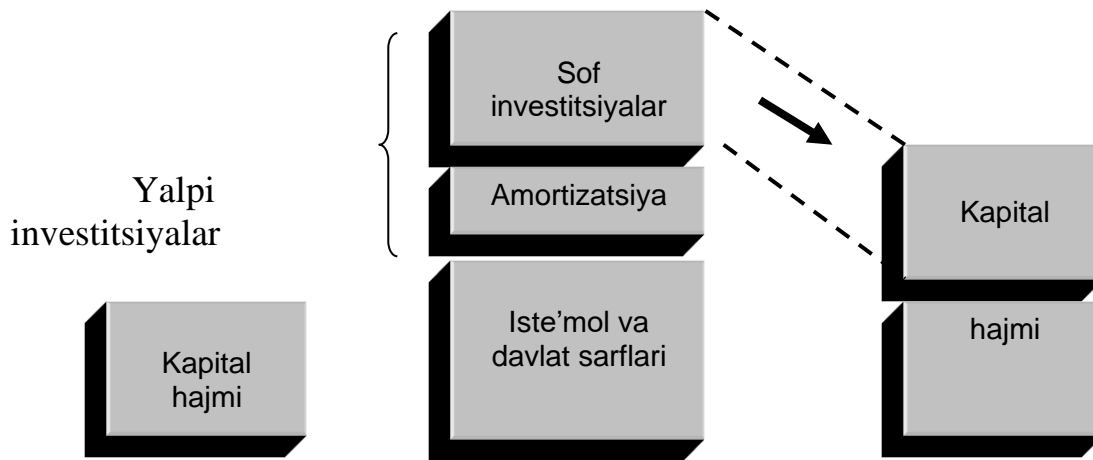 Yalpi
investitsiyalar
Kapital
hajmi
Sof
investitsiyalar
Amortizatsiya
Iste’mol va
davlat sarflari
Kapital
hajmi